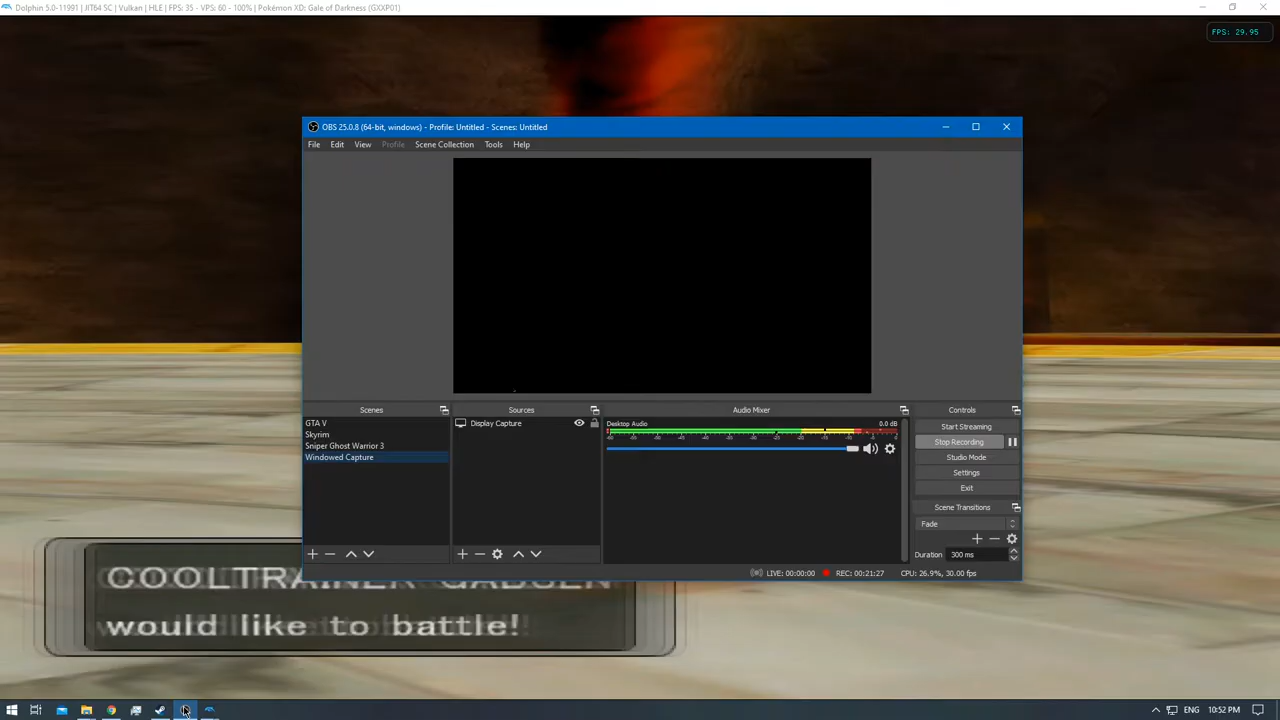 Dolphin 5.0-11991 | JIT64 SC | Vulkan | HLE | FPS: 35 - VPS: 60 - 100% | Pokémon XD: Gale of Darkness (GXXP01)
FPS: 29.95
OBS 25.0.8 (64-bit, windows) - Profile: Untitled - Scenes: Untitled
File Edit View Profile Scene Collection Tools Help
Scenes
GTA V
Skyrim
Sniper Ghost Warrior 3
Windowed Capture
Sources
Display Capture
Audio Mixer
Desktop Audio 0.0 dB
Controls
Start Streaming
Stop Recording
Studio Mode
Settings
Exit
Scene Transitions
Fade
Duration 300 ms
LIVE: 00:00:00 REC: 00:21:27 CPU: 26.9%, 30.00 fps
COOLTRAINER
would like to battle!
ENG 10:52 PM